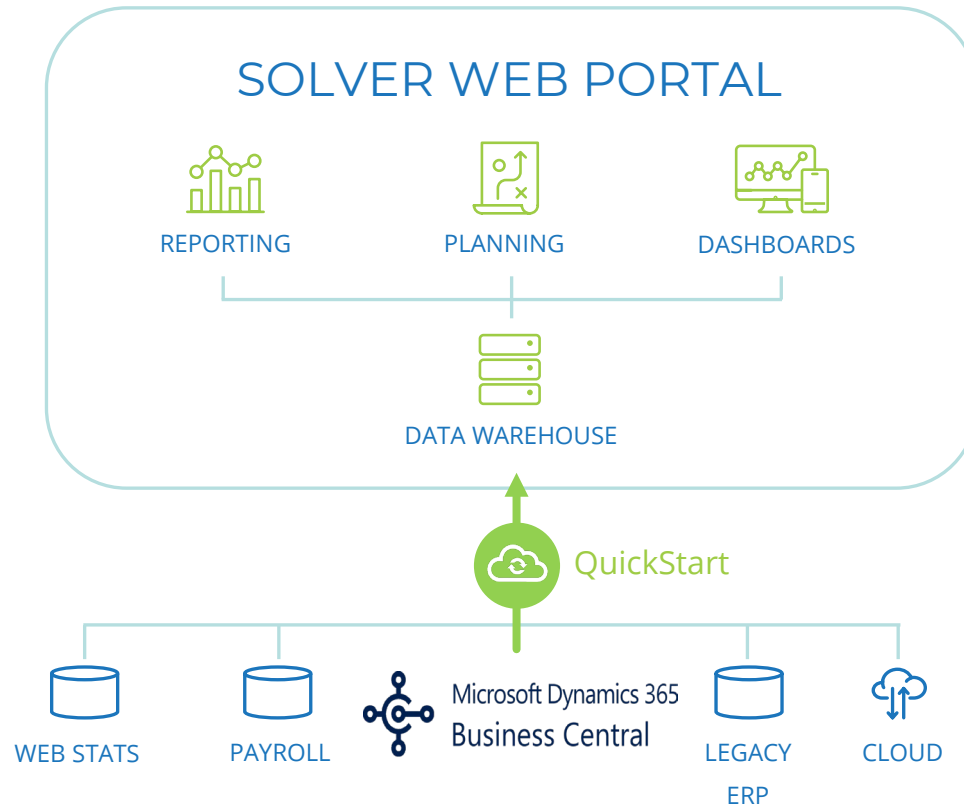 SOLVER WEB PORTAL
REPORTING
PLANNING
DASHBOARDS
DATA WAREHOUSE
QuickStart
WEB STATS
PAYROLL
Microsoft Dynamics 365
Business Central
LEGACY
ERP
CLOUD